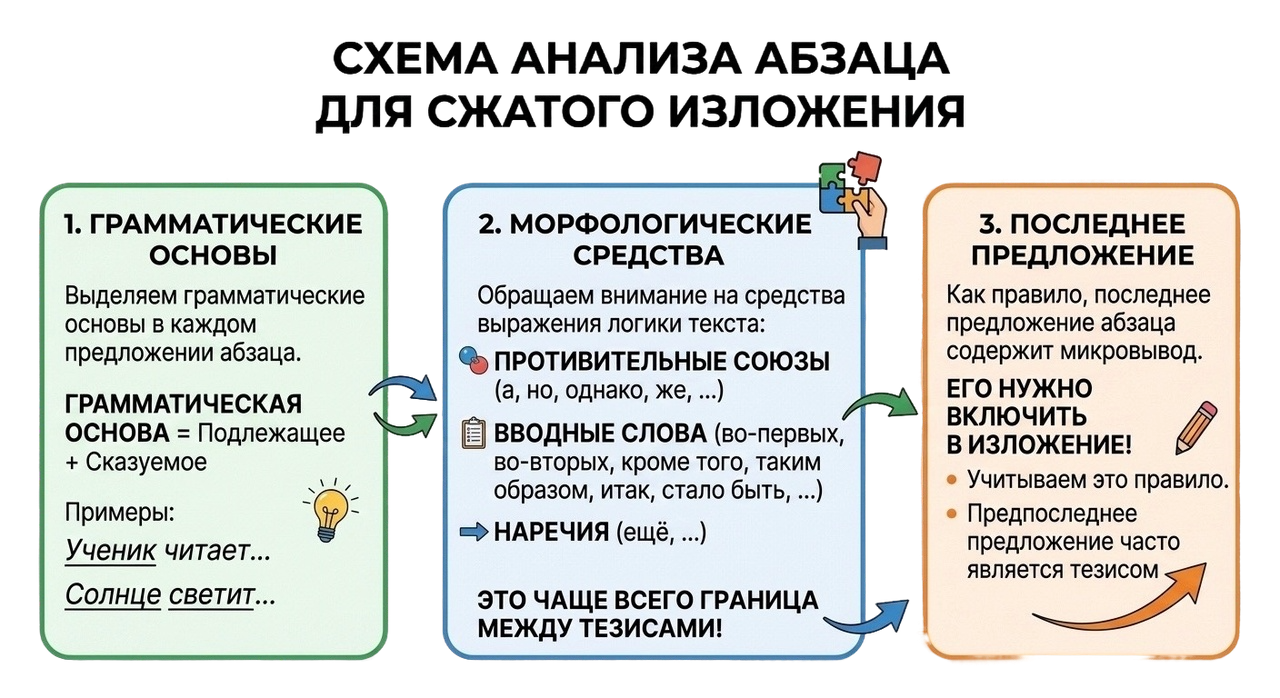 СХЕМА АНАЛИЗА АБЗАЦА
ДЛЯ СЖАТОГО ИЗЛОЖЕНИЯ
1. ГРАММАТИЧЕСКИЕ
ОСНОВЫ
Выделяем грамматические
основы в каждом
предложении абзаца.
ГРАММАТИЧЕСКАЯ
ОСНОВА = Подлежащее
+ Сказуемое
Примеры:
Ученик читает...
Солнце светит...
2. МОРФОЛОГИЧЕСКИЕ
СРЕДСТВА
Обращаем внимание на средства
выражения логики текста:
ПРОТИВИТЕЛЬНЫЕ СОЮЗЫ
(а, но, однако, же, ...)
ВВОДНЫЕ СЛОВА (во-первых,
во-вторых, кроме того, таким
образом, итак, стало быть, ...)
НАРЕЧИЯ (ещё, ...)
ЭТО ЧАЩЕ ВСЕГО ГРАНИЦА
МЕЖДУ ТЕЗИСАМИ!
3. ПОСЛЕДНЕЕ
ПРЕДЛОЖЕНИЕ
Как правило, последнее
предложение абзаца
содержит микровывод.
ЕГО НУЖНО
ВКЛЮЧИТЬ
В ИЗЛОЖЕНИЕ!
• Учитываем это правило.
• Предпоследнее
предложение часто
является тезисом